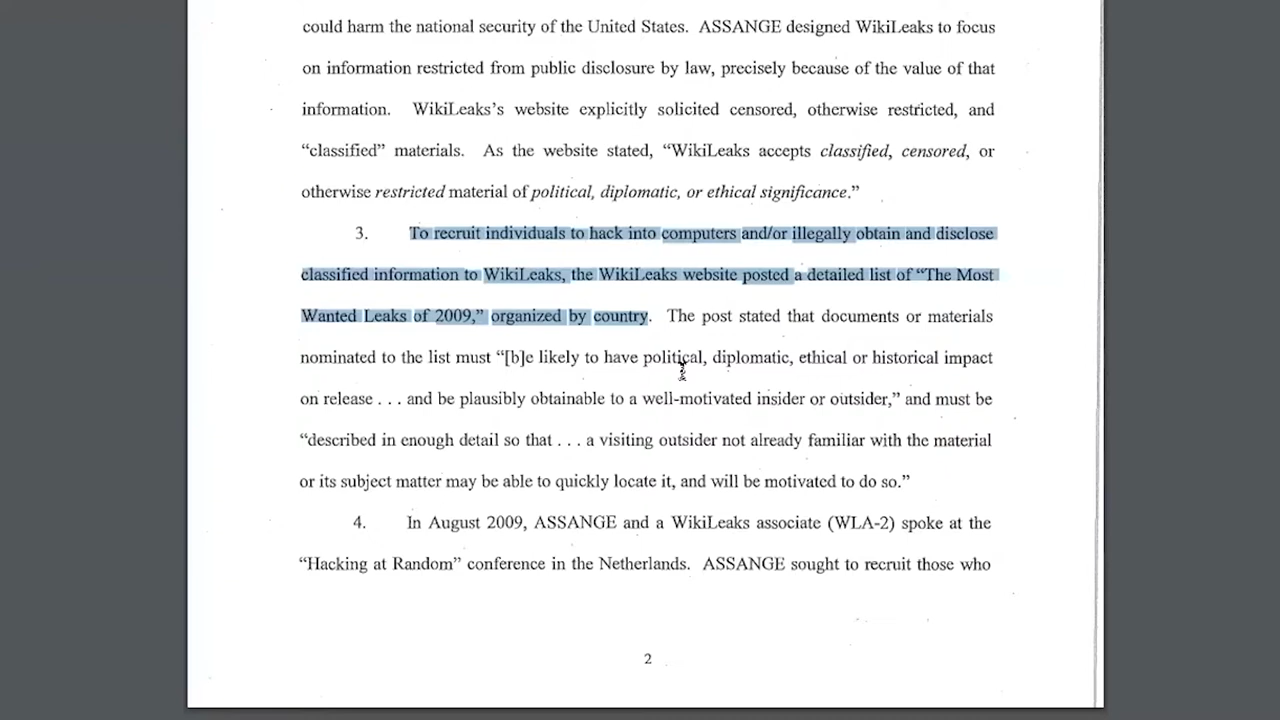 could harm the national security of the United States. ASSANGE designed WikiLeaks to focus
on information restricted from public disclosure by law, precisely because of the value of that
information. WikiLeaks’s website explicitly solicited censored, otherwise restricted, and
“classified” materials. As the website stated, “WikiLeaks accepts classified, censored, or
otherwise restricted material of political, diplomatic, or ethical significance.”
3. To recruit individuals to hack into computers and/or illegally obtain and disclose
classified information to WikiLeaks, the WikiLeaks website posted a detailed list of “The Most
Wanted Leaks of 2009,” organized by country. The post stated that documents or materials
nominated to the list must “[b]e likely to have political, diplomatic, ethical or historical impact
on release . . . and be plausibly obtainable to a well-motivated insider or outsider,” and must be
“described in enough detail so that . . . a visiting outsider not already familiar with the material
or its subject matter may be able to quickly locate it, and will be motivated to do so.”
4. In August 2009, ASSANGE and a WikiLeaks associate (WLA-2) spoke at the
“Hacking at Random” conference in the Netherlands. ASSANGE sought to recruit those who
2